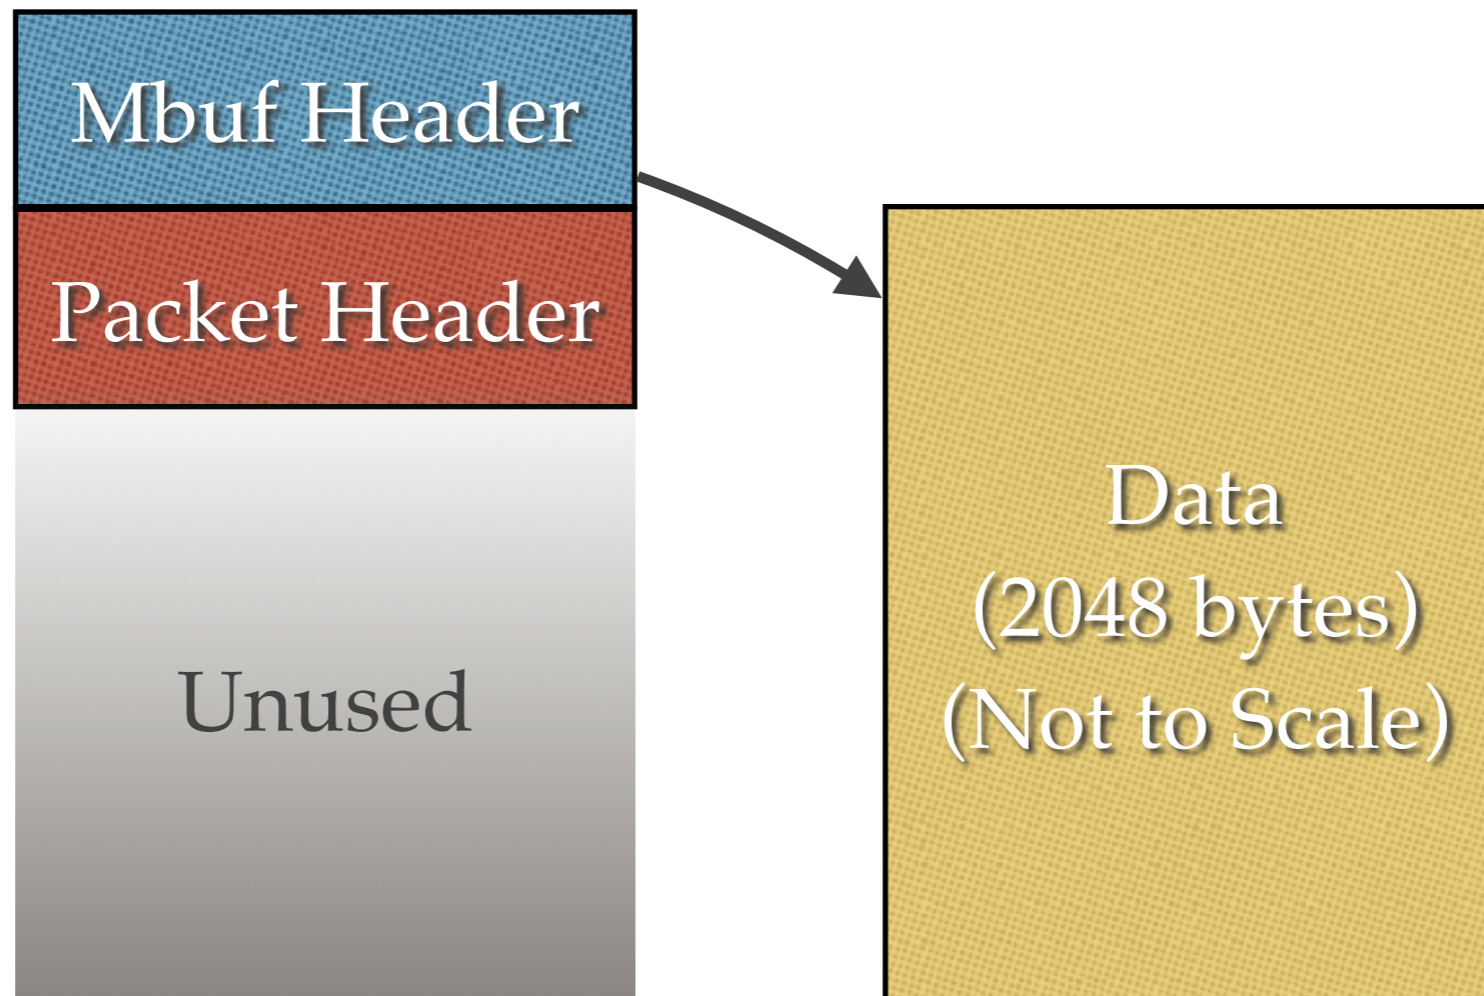 Mbuf Header
Packet Header
Unused
Data
(2048 bytes)
(Not to Scale)